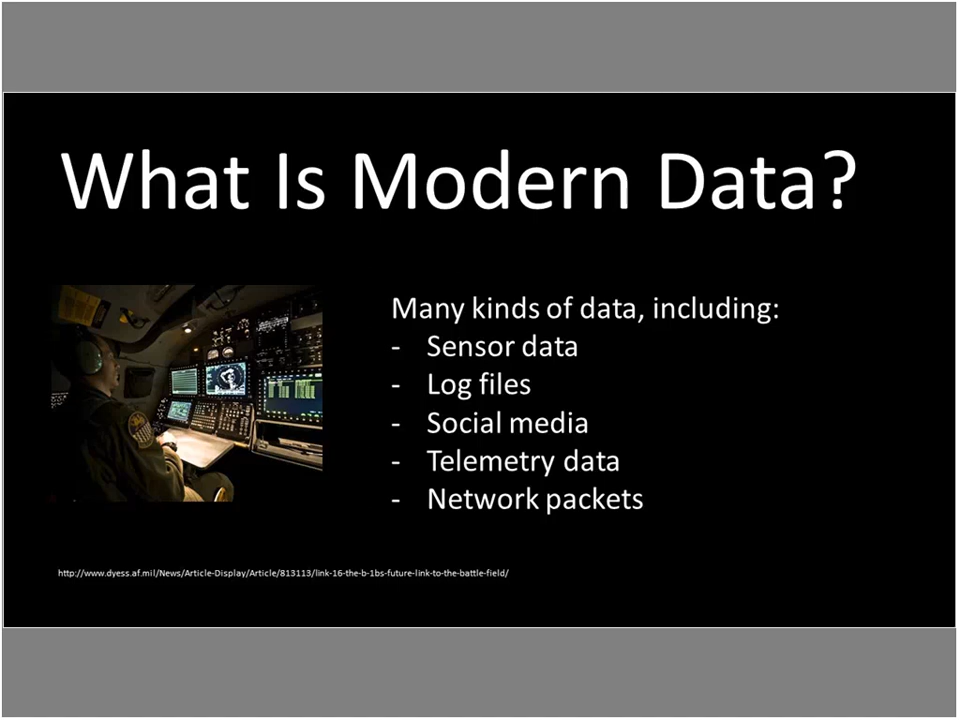 What Is Modern Data?
Many kinds of data, including:
- Sensor data
- Log files
- Social media
- Telemetry data
- Network packets
http://www.dyess.af.mil/News/Article-Display/Article/813113/link-16-the-b-1bs-future-link-to-the-battle-field/